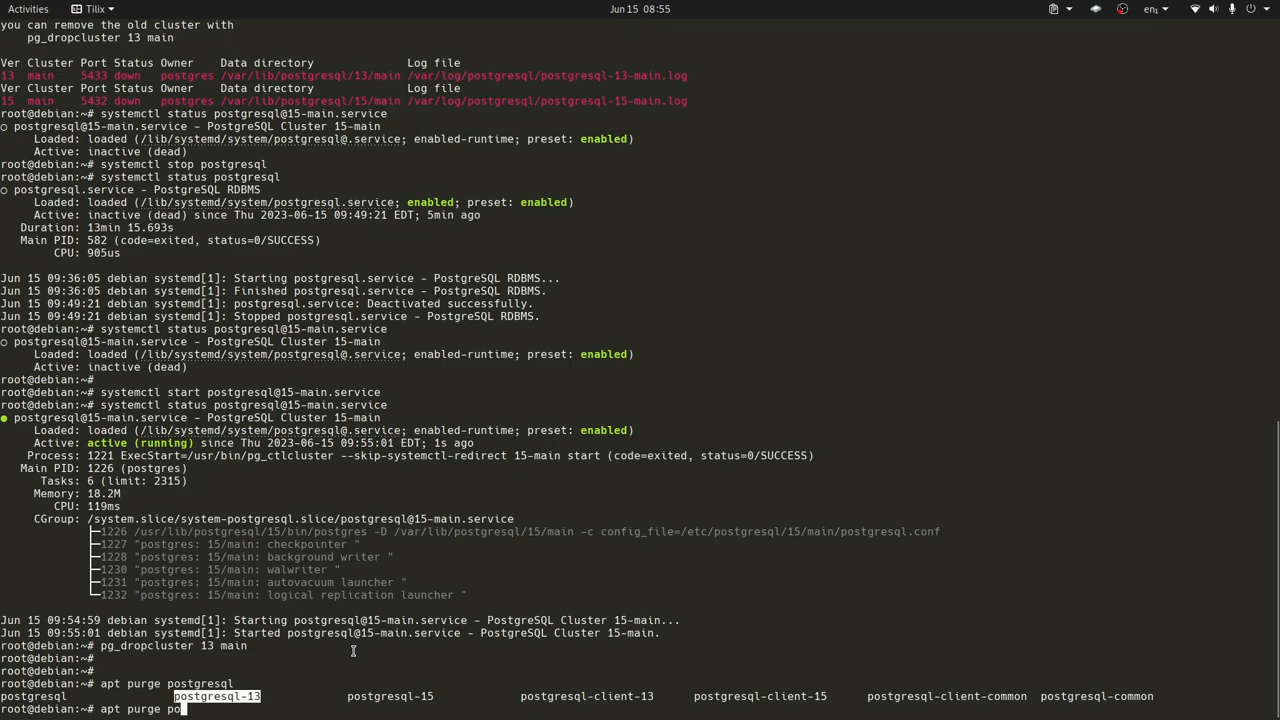 Activities
Tilix
Jun 15 08:55
en₁
you can remove the old cluster with
pg_dropcluster 13 main
Ver Cluster Port Status Owner Data directory Log file
13 main 5433 down postgres /var/lib/postgresql/13/main /var/log/postgresql/postgresql-13-main.log
Ver Cluster Port Status Owner Data directory Log file
15 main 5432 down postgres /var/lib/postgresql/15/main /var/log/postgresql/postgresql-15-main.log
root@debian:~# systemctl status postgresql@15-main.service
○ postgresql@15-main.service - PostgreSQL Cluster 15-main
Loaded: loaded (/lib/systemd/system/postgresql@.service; enabled-runtime; preset: enabled)
Active: inactive (dead)
root@debian:~# systemctl stop postgresql
root@debian:~# systemctl status postgresql
○ postgresql.service - PostgreSQL RDBMS
Loaded: loaded (/lib/systemd/system/postgresql.service; enabled; preset: enabled)
Active: inactive (dead) since Thu 2023-06-15 09:49:21 EDT; 5min ago
Duration: 13min 15.693s
Main PID: 582 (code=exited, status=0/SUCCESS)
CPU: 905us
Jun 15 09:36:05 debian systemd[1]: Starting postgresql.service - PostgreSQL RDBMS...
Jun 15 09:36:05 debian systemd[1]: Finished postgresql.service - PostgreSQL RDBMS.
Jun 15 09:49:21 debian systemd[1]: postgresql.service: Deactivated successfully.
Jun 15 09:49:21 debian systemd[1]: Stopped postgresql.service - PostgreSQL RDBMS.
root@debian:~# systemctl status postgresql@15-main.service
○ postgresql@15-main.service - PostgreSQL Cluster 15-main
Loaded: loaded (/lib/systemd/system/postgresql@.service; enabled-runtime; preset: enabled)
Active: inactive (dead)
root@debian:~#
root@debian:~# systemctl start postgresql@15-main.service
root@debian:~# systemctl status postgresql@15-main.service
● postgresql@15-main.service - PostgreSQL Cluster 15-main
Loaded: loaded (/lib/systemd/system/postgresql@.service; enabled-runtime; preset: enabled)
Active: active (running) since Thu 2023-06-15 09:55:01 EDT; 1s ago
Process: 1221 ExecStart=/usr/bin/pg_ctlcluster --skip-systemctl-redirect 15-main start (code=exited, status=0/SUCCESS)
Main PID: 1226 (postgres)
Tasks: 6 (limit: 2315)
Memory: 18.2M
CPU: 119ms
CGroup: /system.slice/system-postgresql.slice/postgresql@15-main.service
├─1226 /usr/lib/postgresql/15/bin/postgres -D /var/lib/postgresql/15/main -c config_file=/etc/postgresql/15/main/postgresql.conf
├─1227 "postgres: 15/main: checkpointer "
├─1228 "postgres: 15/main: background writer "
├─1230 "postgres: 15/main: walwriter "
├─1231 "postgres: 15/main: autovacuum launcher "
└─1232 "postgres: 15/main: logical replication launcher "
Jun 15 09:54:59 debian systemd[1]: Starting postgresql@15-main.service - PostgreSQL Cluster 15-main...
Jun 15 09:55:01 debian systemd[1]: Started postgresql@15-main.service - PostgreSQL Cluster 15-main.
root@debian:~# pg_dropcluster 13 main
root@debian:~#
root@debian:~#
root@debian:~# apt purge postgresql
postgresql postgresql-13 postgresql-15 postgresql-client-13 postgresql-client-15 postgresql-client-common postgresql-common
root@debian:~# apt purge po